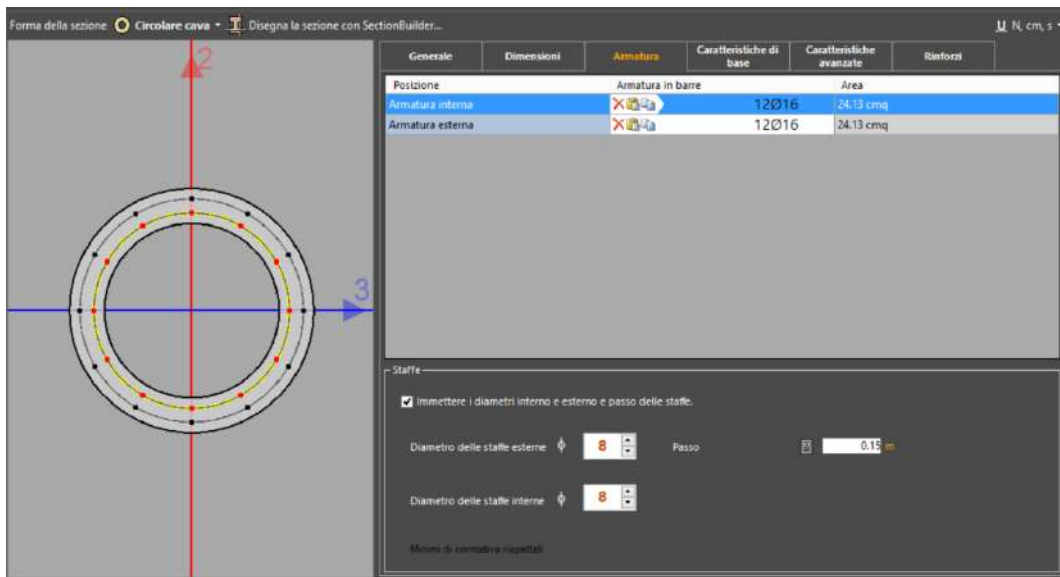 Forma della sezione Circolare cava Disegna la sezione con SectionBuilder... U N, cm, s
2
3
Generale Dimensioni Armatura Caratteristiche di base Caratteristiche avanzate Rinforzi
Posizione Armatura in barre Area
Armatura interna 12Ø16 24.13 cmq
Armatura esterna 12Ø16 24.13 cmq
Staffe
Immettere i diametri interno e esterno e passo delle staffe.
Diametro delle staffe esterne ϕ 8 Passo 0.15 m
Diametro delle staffe interne ϕ 8
Minimi di normativa rispettati